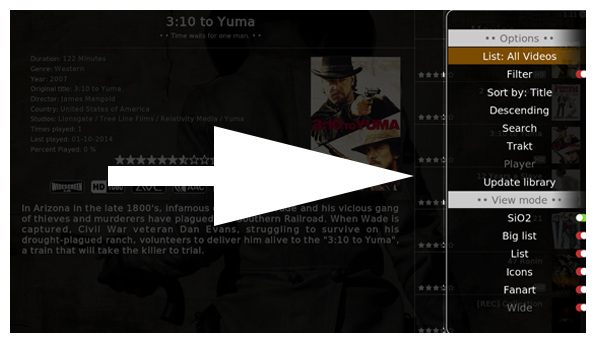 3:10 to Yuma
•• Time waits for one man. ••
Duration: 122 Minutes
Genre: Western
Year: 2007
Original title: 3:10 to Yuma
Director: James Mangold
Country: United States of America
Studios: Lionsgate / Tree Line Films / Relativity Media / Yuma
Times played: 1
Last played: 01-10-2014
Percent Played: 0 %
YUMA
WIDESCREEN HD 1080
In Arizona in the late 1800's, infamous and his vicious gang
of thieves and murderers have plagued Southern Railroad. When Wade is
captured, Civil War veteran Dan Evans, struggling to survive on his
drought-plagued ranch, volunteers to deliver him alive to the "3:10 to Yuma",
a train that will take the killer to trial.
•• Options ••
List: All Videos
Filter
Sort by: Title
Descending
Search
Trakt
Player
Update library
•• View mode ••
SiO2
Big list
List
Icons
Fanart
Wide